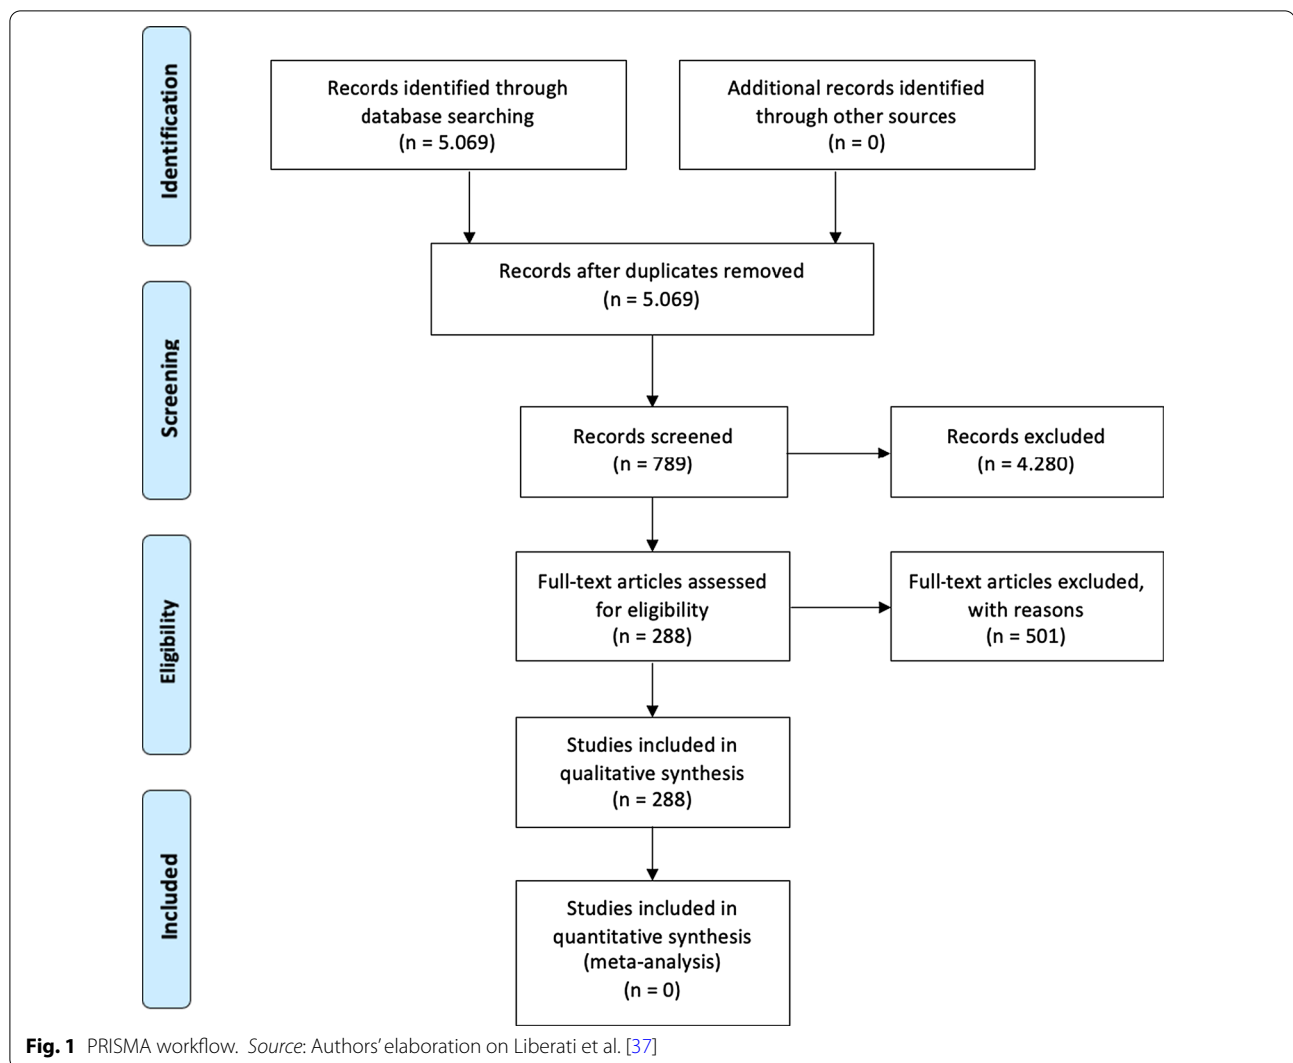 Identification
Records identified through
database searching
(n = 5.069)
Additional records identified
through other sources
(n = 0)
Records after duplicates removed
(n = 5.069)
Screening
Records screened
(n = 789)
Records excluded
(n = 4.280)
Eligibility
Full-text articles assessed
for eligibility
(n = 288)
Full-text articles excluded,
with reasons
(n = 501)
Studies included in
qualitative synthesis
(n = 288)
Included
Studies included in
quantitative synthesis
(meta-analysis)
(n = 0)
Fig. 1 PRISMA workflow. Source: Authors’ elaboration on Liberati et al. [37]